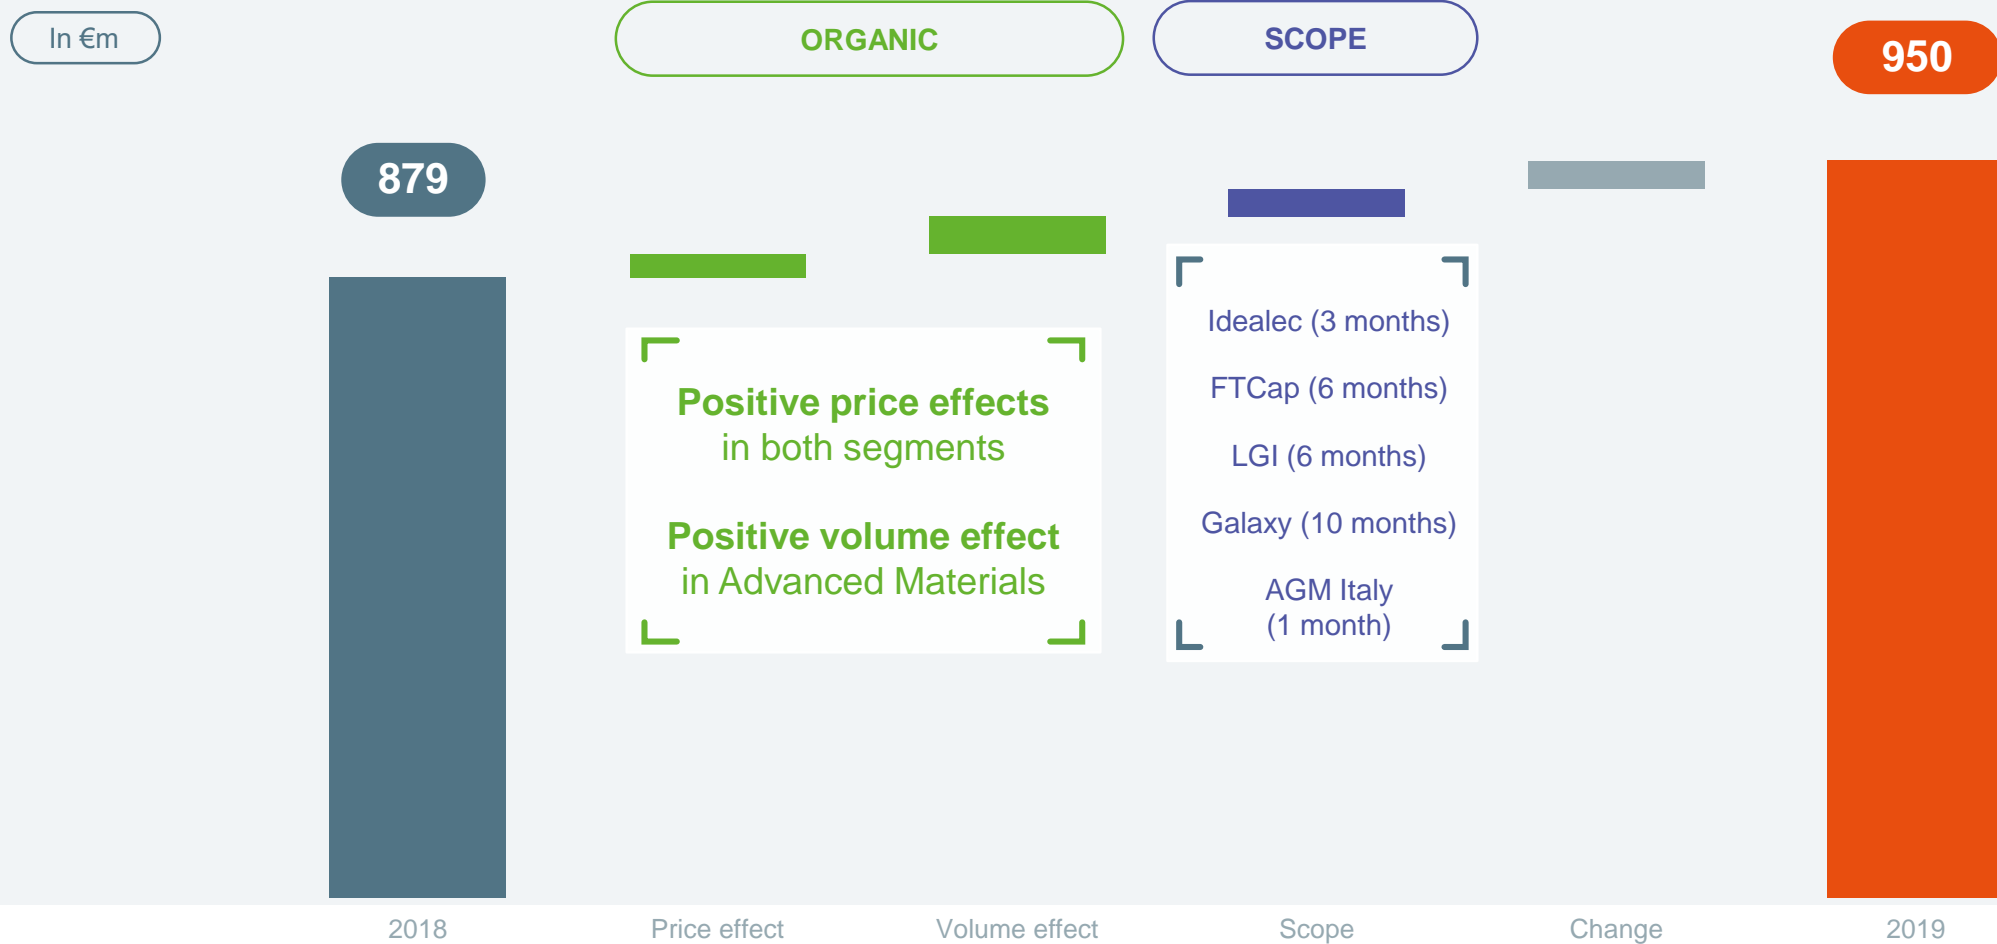 In €m
ORGANIC
SCOPE
950
879
Positive price effects
in both segments
Positive volume effect
in Advanced Materials
Idealec (3 months)
FTCap (6 months)
LGI (6 months)
Galaxy (10 months)
AGM Italy
(1 month)
2018
Price effect
Volume effect
Scope
Change
2019